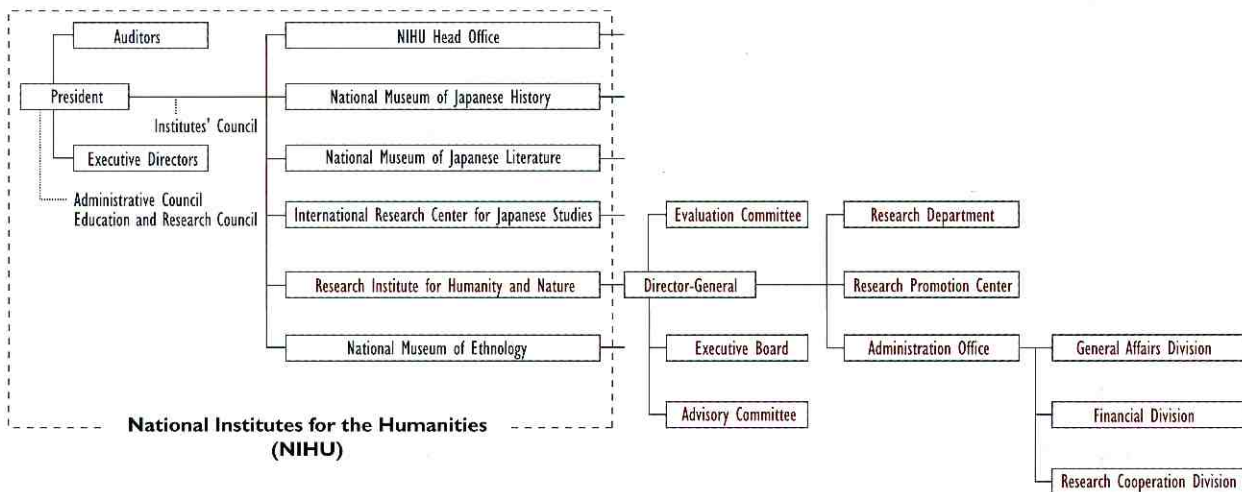 Auditors
President
Institutes' Council
Executive Directors
Administrative Council
Education and Research Council
NIHU Head Office
National Museum of Japanese History
National Museum of Japanese Literature
International Research Center for Japanese Studies
Research Institute for Humanity and Nature
National Museum of Ethnology
National Institutes for the Humanities
(NIHU)
Evaluation Committee
Director-General
Executive Board
Advisory Committee
Research Department
Research Promotion Center
Administration Office
General Affairs Division
Financial Division
Research Cooperation Division